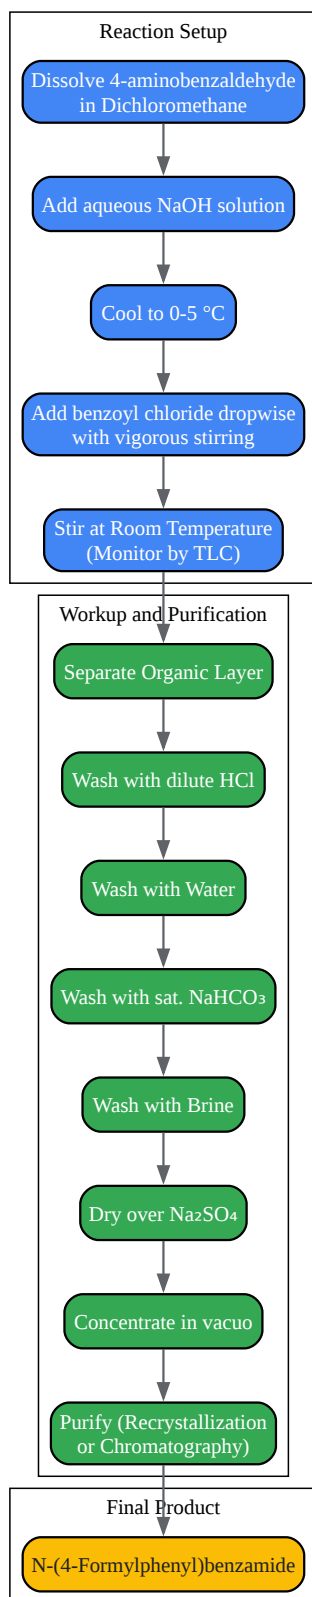 Reaction Setup
Dissolve 4-aminobenzaldehyde
in Dichloromethane
Add aqueous NaOH solution
Cool to 0-5 °C
Add benzoyl chloride dropwise
with vigorous stirring
Stir at Room Temperature
(Monitor by TLC)
Workup and Purification
Separate Organic Layer
Wash with dilute HCl
Wash with Water
Wash with sat. NaHCO₃
Wash with Brine
Dry over Na₂SO₄
Concentrate in vacuo
Purify (Recrystallization
or Chromatography)
Final Product
N-(4-Formylphenyl)benzamide